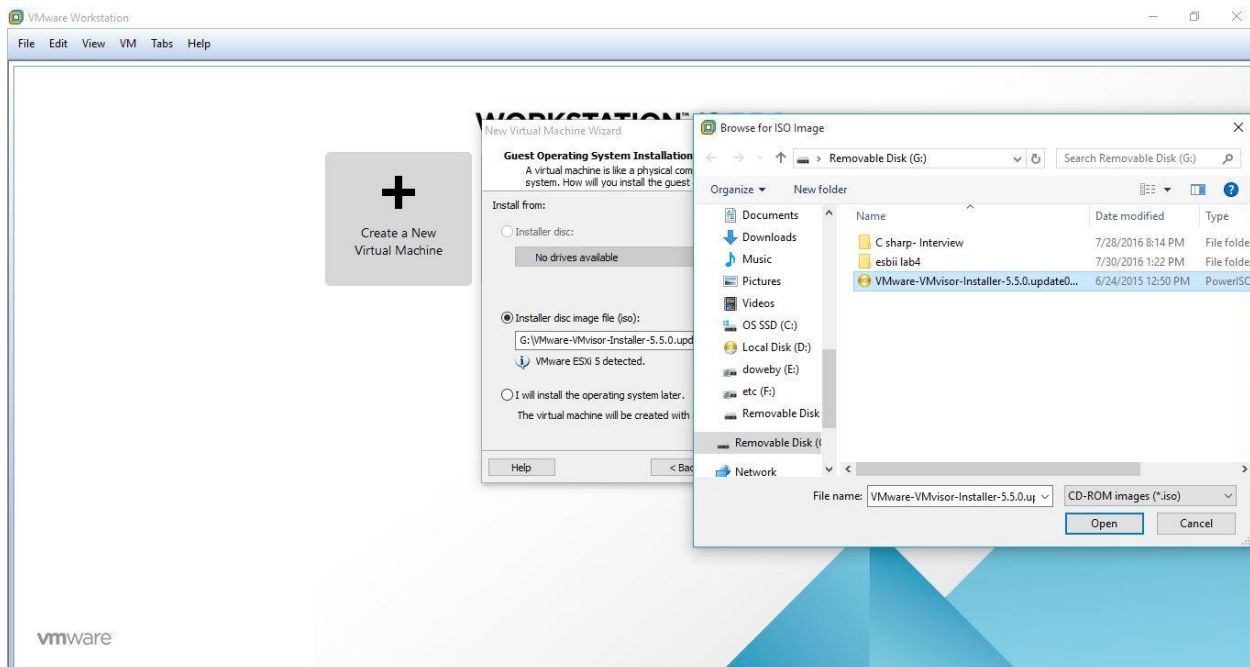 VMware Workstation
File Edit View VM Tabs Help
WORKSTATION™
Create a New
Virtual Machine
New Virtual Machine Wizard
Guest Operating System Installation
A virtual machine is like a physical com
system. How will you install the guest
Install from:
Installer disc:
No drives available
Installer disc image file (iso):
G:\VMware-VMvisor-Installer-5.5.0.upd
VMware ESXi 5 detected.
I will install the operating system later.
The virtual machine will be created with
Help < Bac
Browse for ISO Image
Removable Disk (G:) Search Removable Disk (G:)
Organize New folder
Documents
Downloads
Music
Pictures
Videos
OS SSD (C:)
Local Disk (D:)
doweby (E:)
etc (F:)
Removable Disk
Removable Disk (
Network
Name Date modified Type
C sharp- Interview 7/28/2016 8:14 PM File folde
esbii lab4 7/30/2016 1:22 PM File folde
VMware-VMvisor-Installer-5.5.0.update0... 6/24/2015 12:50 PM PowerISO
File name: VMware-VMvisor-Installer-5.5.0.up CD-ROM images (*.iso)
Open Cancel
vmware